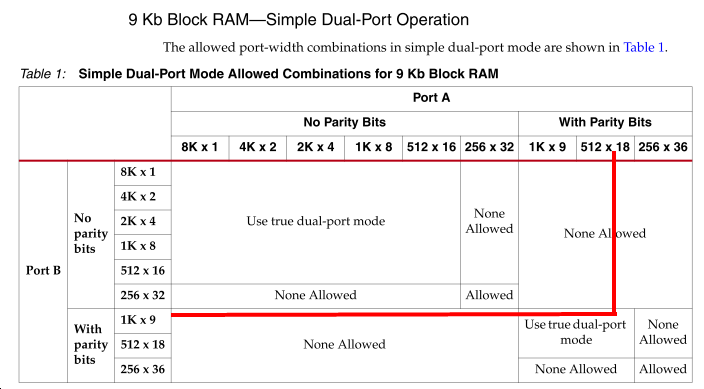 9 Kb Block RAM—Simple Dual-Port Operation
The allowed port-width combinations in simple dual-port mode are shown in Table 1.
Table 1: Simple Dual-Port Mode Allowed Combinations for 9 Kb Block RAM
Port A
No Parity Bits With Parity Bits
8K x 1 4K x 2 2K x 4 1K x 8 512 x 16 256 x 32 1K x 9 512 x 18 256 x 36
Port B
No
parity
bits
8K x 1
4K x 2
2K x 4
1K x 8
512 x 16
256 x 32
Use true dual-port mode
None
Allowed
None Allowed
None Allowed
Allowed
With
parity
bits
1K x 9
512 x 18
256 x 36
None Allowed
Use true dual-port
mode
None
Allowed
None Allowed
Allowed